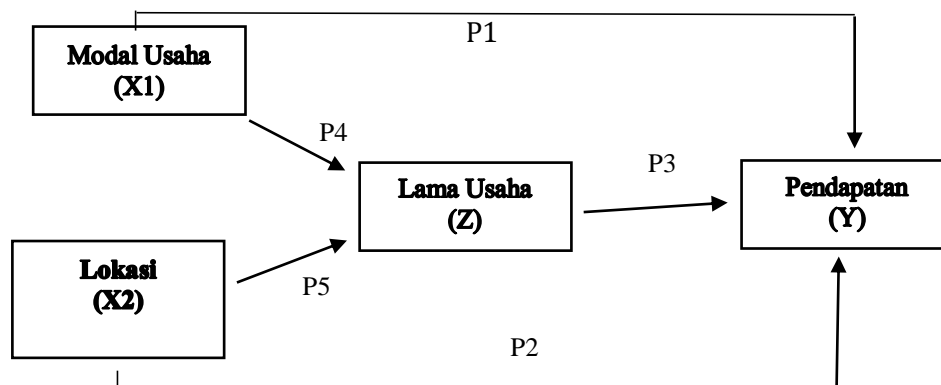 P1
Modal Usaha
(X1)
P4
Lama Usaha
(Z)
P3
Pendapatan
(Y)
Lokasi
(X2)
P5
P2